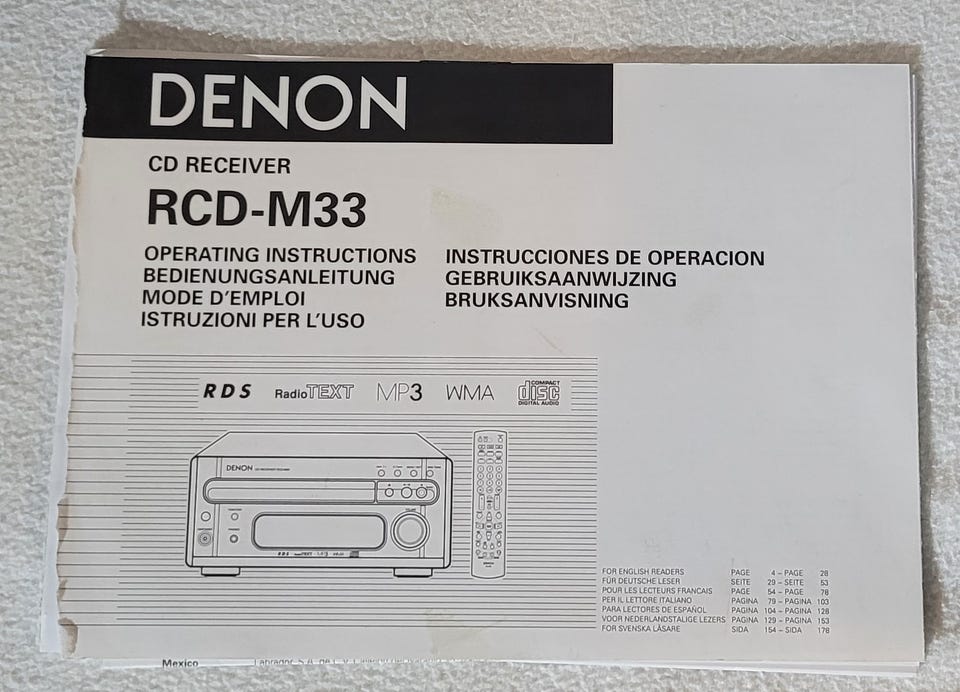 DENON
CD RECEIVER
RCD-M33
OPERATING INSTRUCTIONS
BEDIENUNGSANLEITUNG
MODE D'EMPLOI
ISTRUZIONI PER L'USO
INSTRUCCIONES DE OPERACION
GEBRUIKSAANWIJZING
BRUKSANVISNING
RDS RadioTEXT MP3 WMA COMPACT disc DIGITAL AUDIO
DENON
RDS
FOR ENGLISH READERS PAGE 4 – PAGE 28
FÜR DEUTSCHE LESER SEITE 29 – SEITE 53
POUR LES LECTEURS FRANCAIS PAGE 54 – PAGE 78
PER IL LETTORE ITALIANO PAGINA 79 – PAGINA 103
PARA LECTORES DE ESPAÑOL PAGINA 104 – PAGINA 128
VOOR NEDERLANDSTALIGE LEZERS PAGINA 129 – PAGINA 153
FOR SVENSKA LÄSARE SIDA 154 – SIDA 178
Mexico